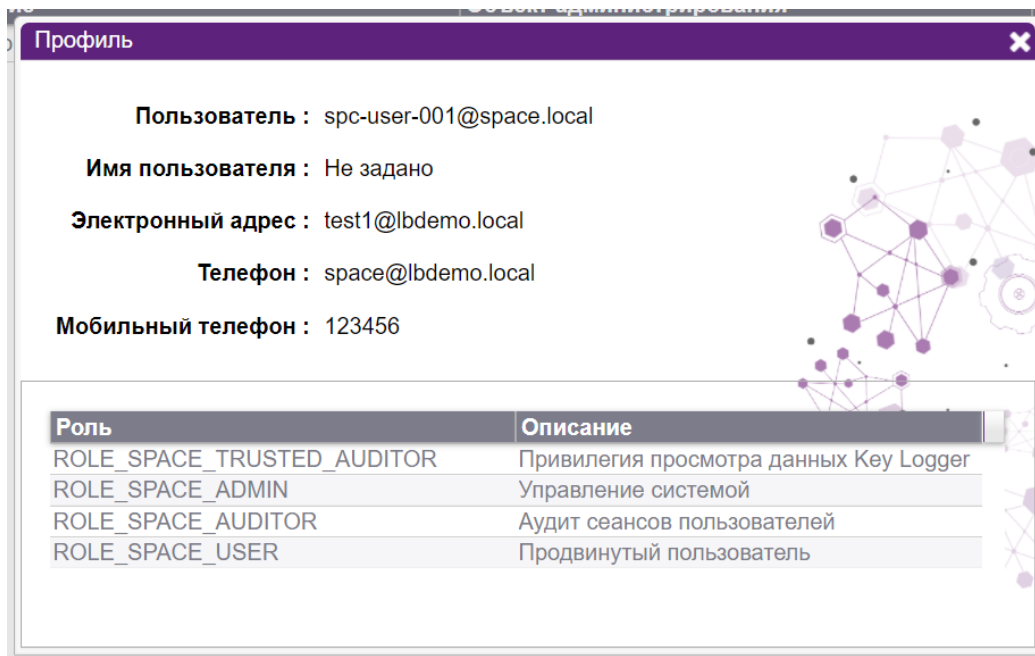 Объект администрирования
Профиль
Пользователь : spc-user-001@space.local
Имя пользователя : Не задано
Электронный адрес : test1@lbdemo.local
Телефон : space@lbdemo.local
Мобильный телефон : 123456
Роль Описание
ROLE_SPACE_TRUSTED_AUDITOR Привилегия просмотра данных Key Logger
ROLE_SPACE_ADMIN Управление системой
ROLE_SPACE_AUDITOR Аудит сеансов пользователей
ROLE_SPACE_USER Продвинутый пользователь